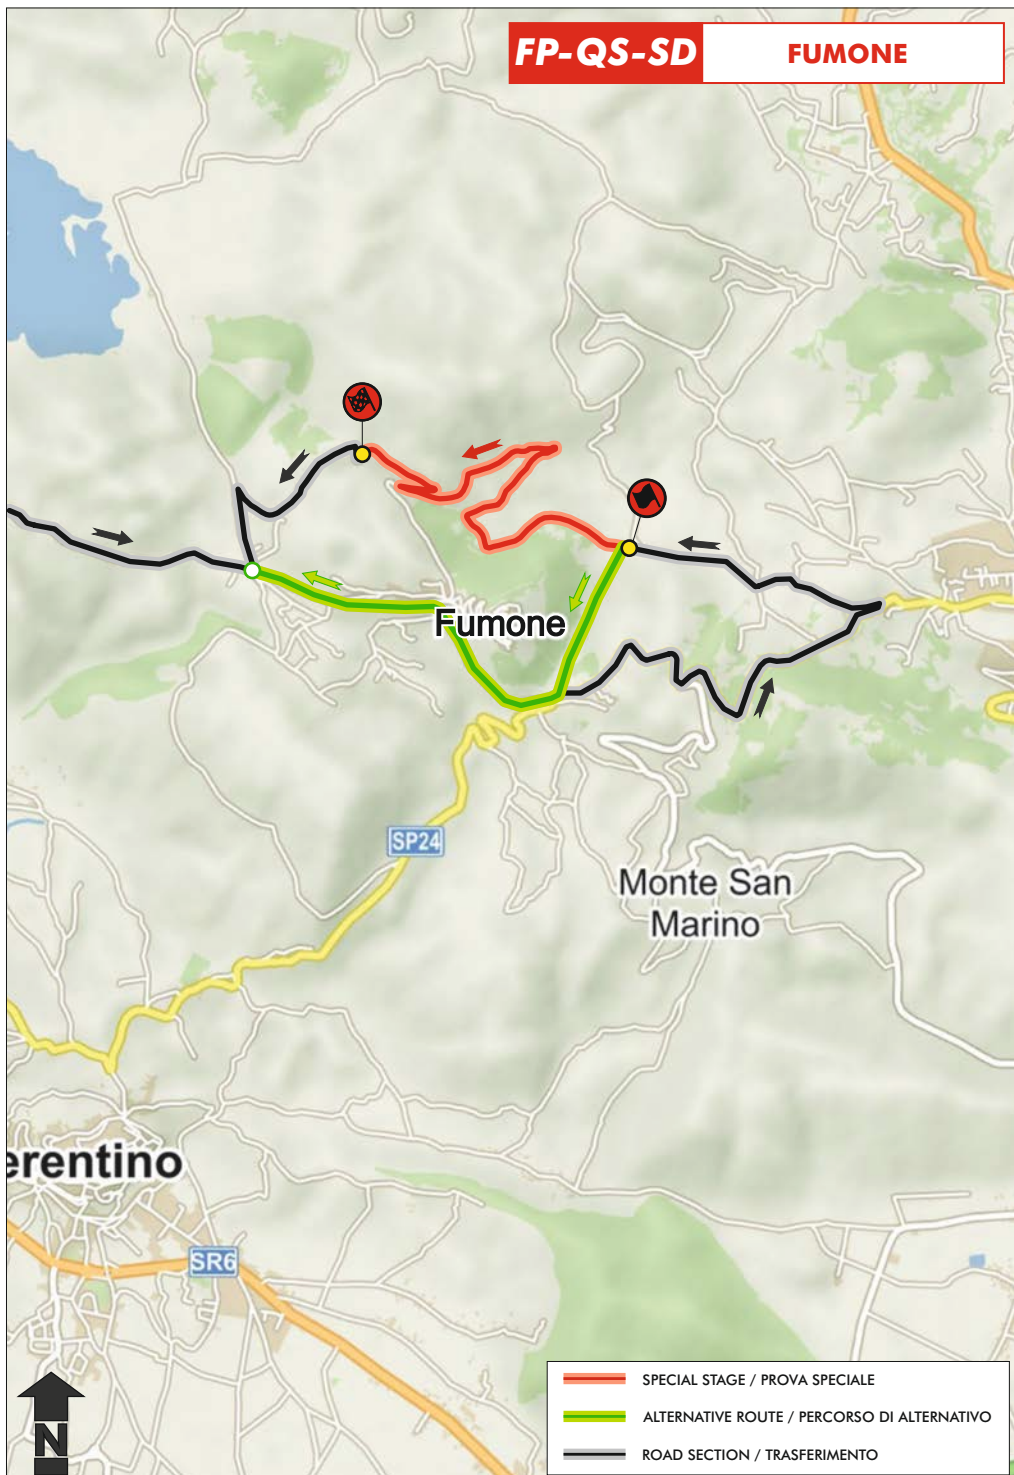 FP-QS-SD
FUMONE
Fumone
SP24
Monte San
Marino
erentino
SR6
N
SPECIAL STAGE / PROVA SPECIALE
ALTERNATIVE ROUTE / PERCORSO DI ALTERNATIVO
ROAD SECTION / TRASFERIMENTO